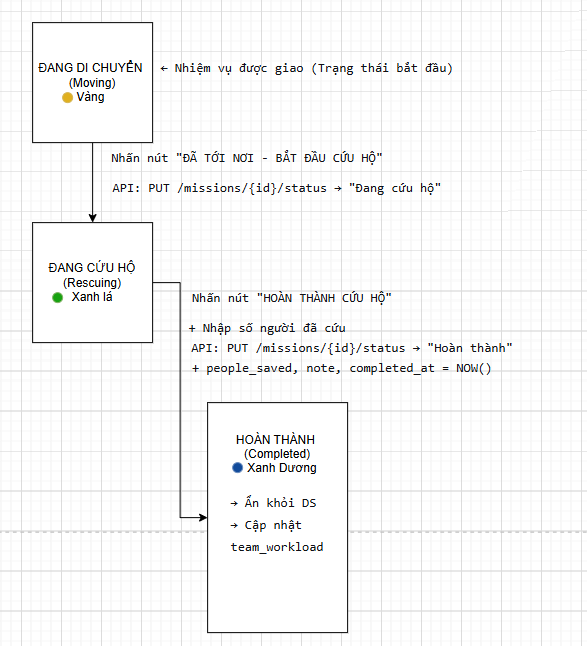 ĐANG DI CHUYỂN
(Moving)
Vàng
← Nhiệm vụ được giao (Trạng thái bắt đầu)
Nhấn nút "ĐÃ TỚI NƠI - BẮT ĐẦU CỨU HỘ"
API: PUT /missions/{id}/status → "Đang cứu hộ"
ĐANG CỨU HỘ
(Rescuing)
Xanh lá
Nhấn nút "HOÀN THÀNH CỨU HỘ"
+ Nhập số người đã cứu
API: PUT /missions/{id}/status → "Hoàn thành"
+ people_saved, note, completed_at = NOW()
HOÀN THÀNH
(Completed)
Xanh Dương
→ Ẩn khỏi DS
→ Cập nhật
team_workload